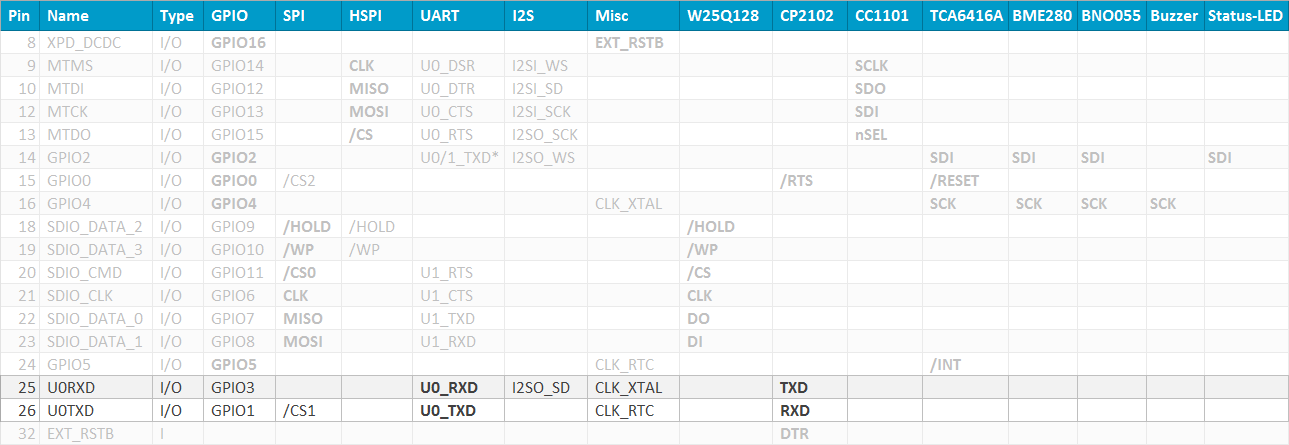 Pin Name Type GPIO SPI HSPI UART I2S Misc W25Q128 CP2102 CC1101 TCA6416A BME280 BNO055 Buzzer Status-LED
8 XPD_DCDC I/O GPIO16 EXT_RSTB
9 MTMS I/O GPIO14 CLK U0_DSR I2SI_WS SCLK
10 MTDI I/O GPIO12 MISO U0_DTR I2SI_SD SDO
12 MTCK I/O GPIO13 MOSI U0_CTS I2SI_SCK SDI
13 MTDO I/O GPIO15 /CS U0_RTS I2SO_SCK nSEL
14 GPIO2 I/O GPIO2 U0/1_TXD* I2SO_WS SDI SDI SDI SDI
15 GPIO0 I/O GPIO0 /CS2 /RTS /RESET
16 GPIO4 I/O GPIO4 CLK_XTAL SCK SCK SCK SCK
18 SDIO_DATA_2 I/O GPIO9 /HOLD /HOLD /HOLD
19 SDIO_DATA_3 I/O GPIO10 /WP /WP /WP
20 SDIO_CMD I/O GPIO11 /CS0 U1_RTS /CS
21 SDIO_CLK I/O GPIO6 CLK U1_CTS CLK
22 SDIO_DATA_0 I/O GPIO7 MISO U1_TXD DO
23 SDIO_DATA_1 I/O GPIO8 MOSI U1_RXD DI
24 GPIO5 I/O GPIO5 CLK_RTC /INT
25 U0RXD I/O GPIO3 U0_RXD I2SO_SD CLK_XTAL TXD
26 U0TXD I/O GPIO1 /CS1 U0_TXD CLK_RTC RXD
32 EXT_RSTB I DTR